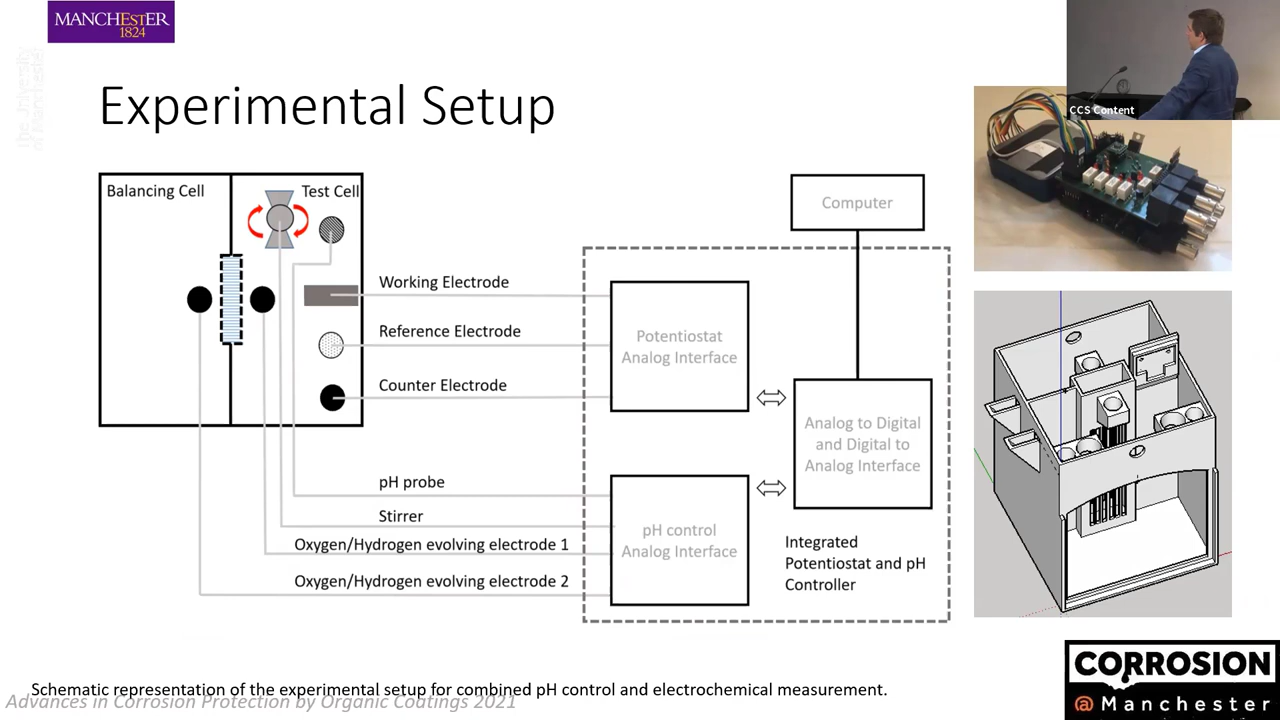 MANCHESTER
1824
The University
of Manchester
Experimental Setup
CCS Content
Balancing Cell
Test Cell
Computer
Working Electrode
Reference Electrode
Counter Electrode
Potentiostat
Analog Interface
Analog to Digital
and Digital to
Analog Interface
pH probe
Stirrer
Oxygen/Hydrogen evolving electrode 1
Oxygen/Hydrogen evolving electrode 2
pH control
Analog Interface
Integrated
Potentiostat and pH
Controller
Schematic representation of the experimental setup for combined pH control and electrochemical measurement.
Advances in Corrosion Protection by Organic Coatings 2021
CORROSION
@Manchester